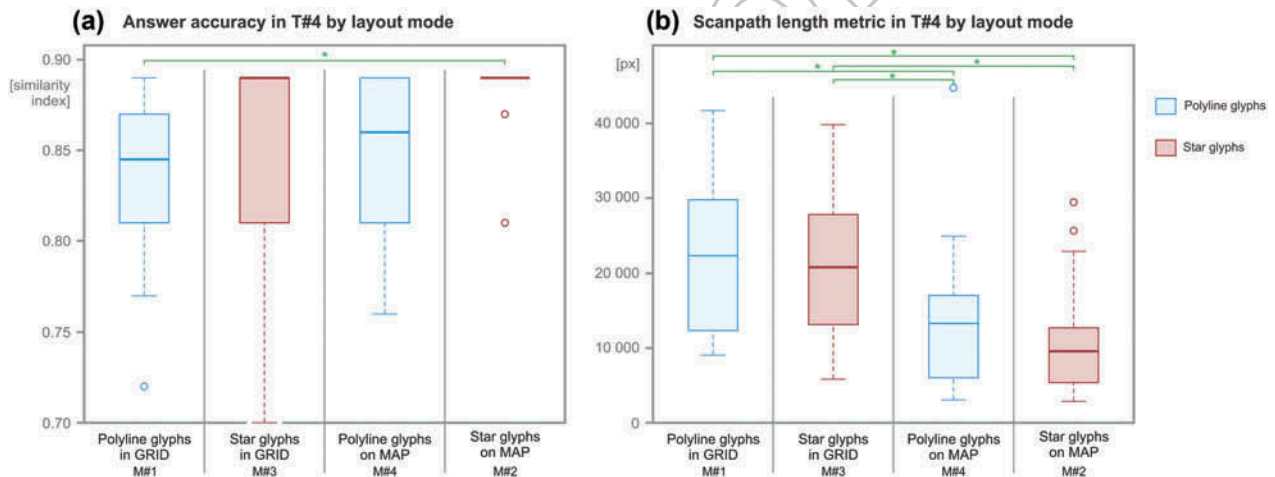 (a) Answer accuracy in T#4 by layout mode
0.90
[similarity
index]
0.85
0.80
0.75
0.70
*
Polyline glyphs
in GRID
M#1
Star glyphs
in GRID
M#3
Polyline glyphs
on MAP
M#4
Star glyphs
on MAP
M#2
(b) Scanpath length metric in T#4 by layout mode
[px]
40 000
30 000
20 000
10 000
0
*
*
*
*
Polyline glyphs
in GRID
M#1
Star glyphs
in GRID
M#3
Polyline glyphs
on MAP
M#4
Star glyphs
on MAP
M#2
Polyline glyphs
Star glyphs